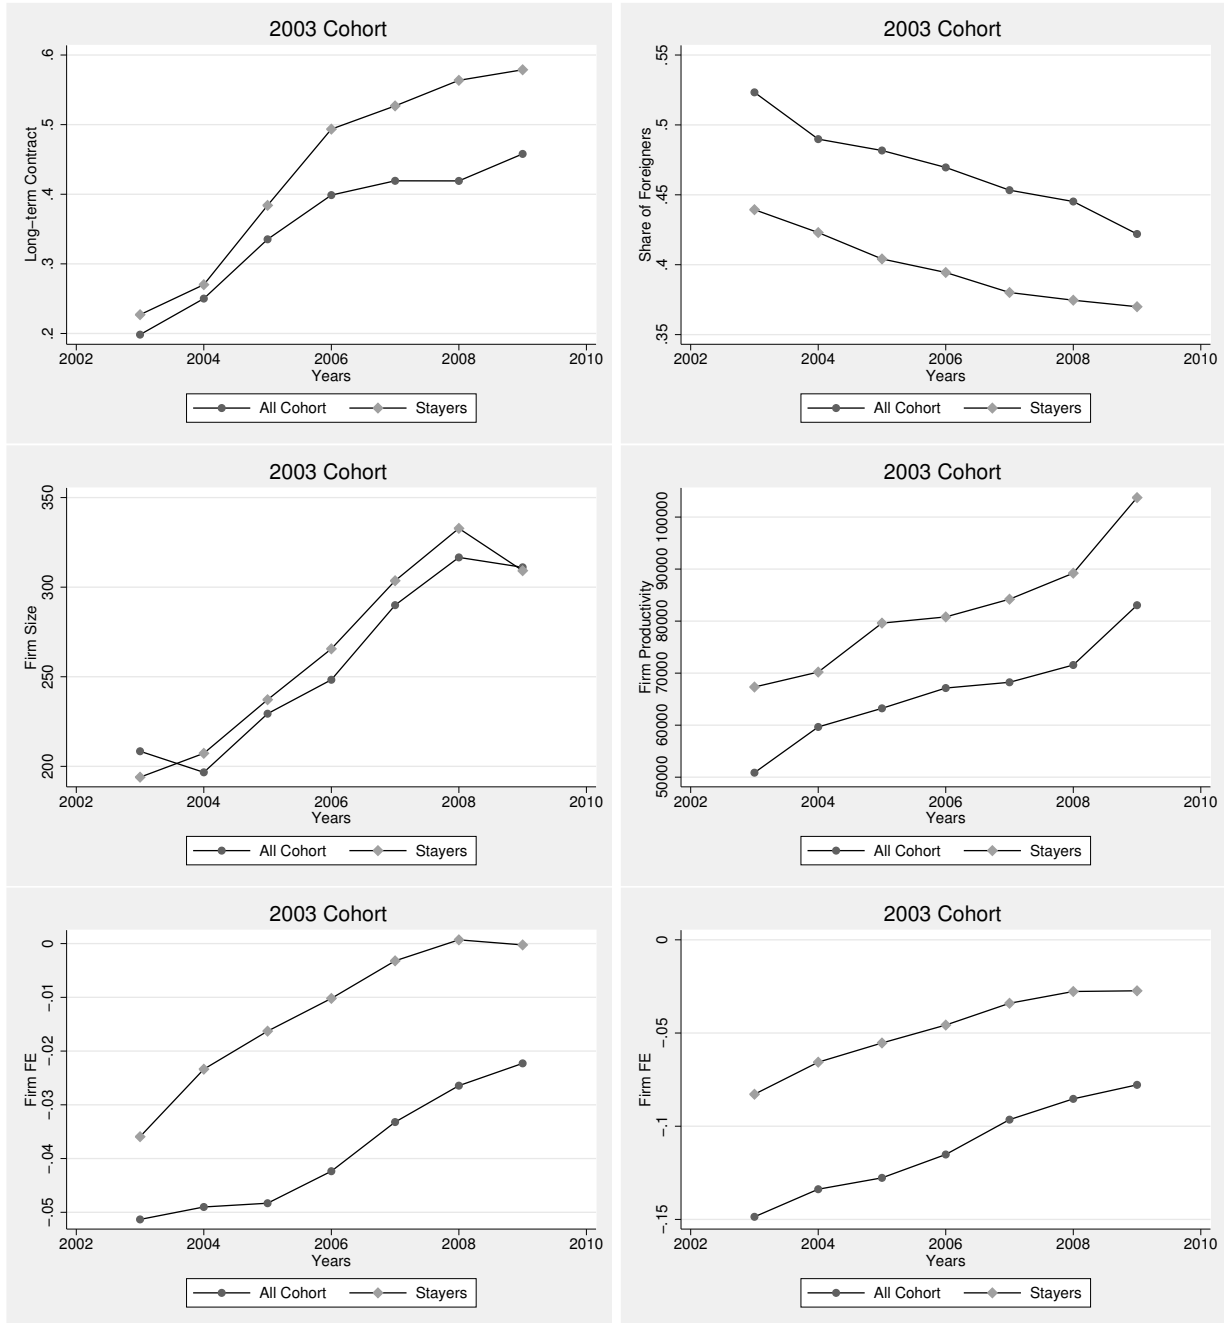 2003 Cohort
.6
.5
.4
.3
.2
Long-term Contract
2002 2004 2006 2008 2010
Years
All Cohort Stayers
2003 Cohort
.55
.5
.45
.4
.35
Share of Foreigners
2002 2004 2006 2008 2010
Years
All Cohort Stayers
2003 Cohort
350
300
250
200
Firm Size
2002 2004 2006 2008 2010
Years
All Cohort Stayers
2003 Cohort
100000
90000
80000
70000
60000
50000
Firm Productivity
2002 2004 2006 2008 2010
Years
All Cohort Stayers
2003 Cohort
0
-.01
-.02
-.03
-.04
-.05
Firm FE
2002 2004 2006 2008 2010
Years
All Cohort Stayers
2003 Cohort
0
-.05
-.1
-.15
Firm FE
2002 2004 2006 2008 2010
Years
All Cohort Stayers